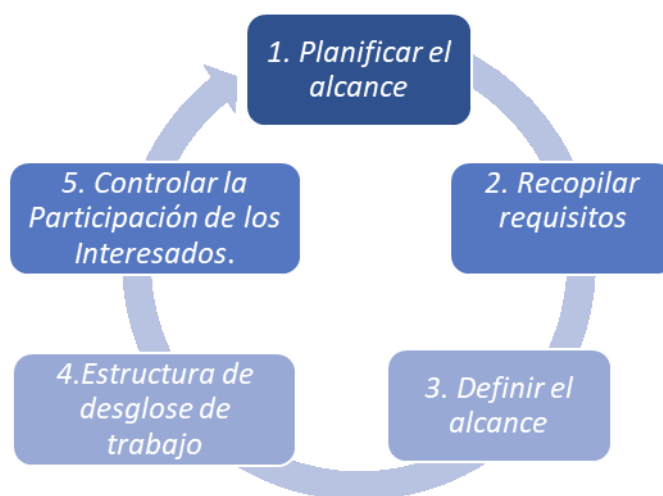 1. Planificar el
alcance
2. Recopilar
requisitos
3. Definir el
alcance
4.Estructura de
desglose de
trabajo
5. Controlar la
Participación de los
Interesados.